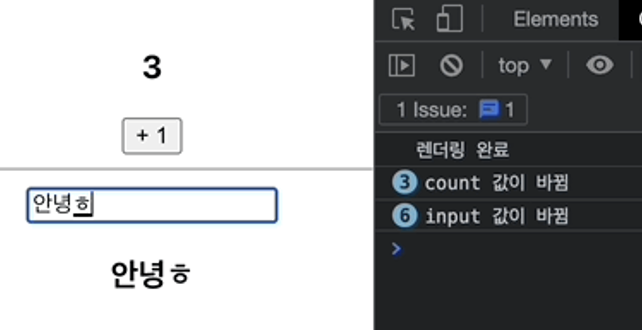 3
+ 1
안녕ㅎ
안녕ㅎ
Elements
top ▼
1 Issue: 1
렌더링 완료
3 count 값이 바뀜
6 input 값이 바뀜
>